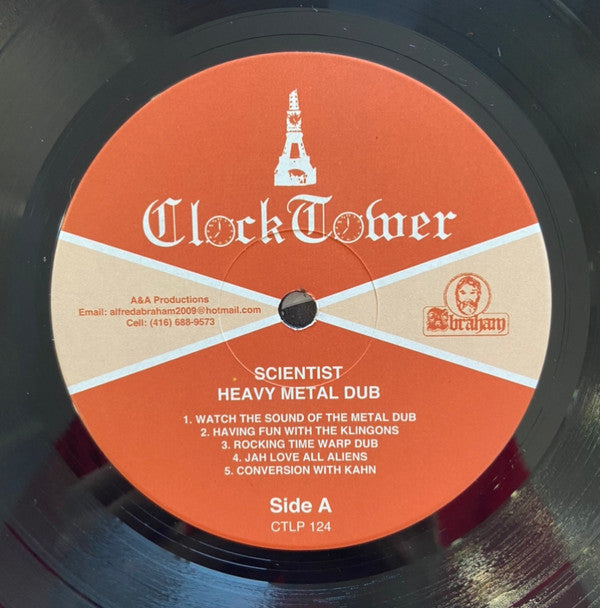 Clock Tower
A&A Productions
Email: alfredabraham2009@hotmail.com
Cell: (416) 688-9573
Abraham
SCIENTIST
HEAVY METAL DUB
1. WATCH THE SOUND OF THE METAL DUB
2. HAVING FUN WITH THE KLINGONS
3. ROCKING TIME WARP DUB
4. JAH LOVE ALL ALIENS
5. CONVERSION WITH KAHN
Side A
CTLP 124